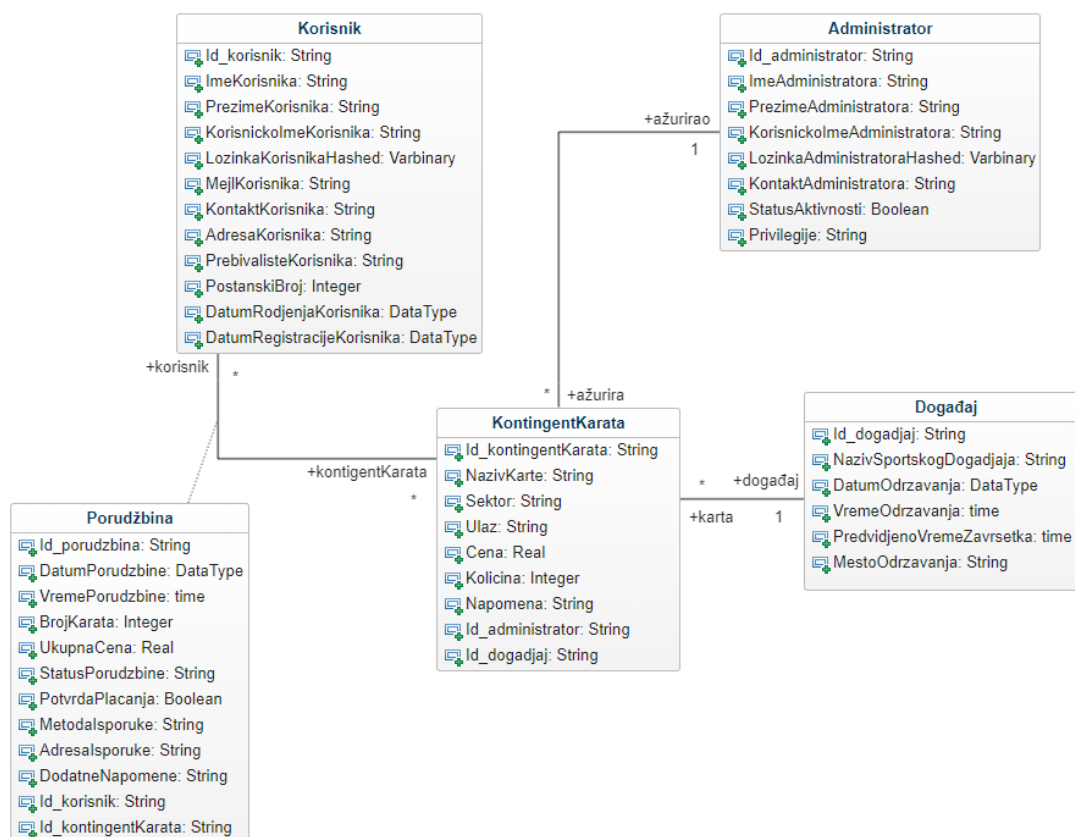 Korisnik
Id_korisnik: String
ImeKorisnika: String
PrezimeKorisnika: String
KorisnickoImeKorisnika: String
LozinkaKorisnikaHashed: Varbinary
MejlKorisnika: String
KontaktKorisnika: String
AdresaKorisnika: String
PrebivalisteKorisnika: String
PostanskiBroj: Integer
DatumRodjenjaKorisnika: DataType
DatumRegistracijeKorisnika: DataType
Administrator
Id_administrator: String
ImeAdministratora: String
PrezimeAdministratora: String
KorisnickoImeAdministratora: String
LozinkaAdministratoraHashed: Varbinary
KontaktAdministratora: String
StatusAktivnosti: Boolean
Privilegije: String
+ažurirao
1
+korisnik
*
* +ažurira
KontingentKarata
Id_kontingentKarata: String
NazivKarte: String
Sektor: String
Ulaz: String
Cena: Real
Kolicina: Integer
Napomena: String
Id_administrator: String
Id_dogadjaj: String
+kontigentKarata
*
* +događaj
+karta 1
Događaj
Id_dogadjaj: String
NazivSportskogDogadjaja: String
DatumOdrzavanja: DataType
VremeOdrzavanja: time
PredvidjenoVremeZavrsetka: time
MestoOdrzavanja: String
Porudžbina
Id_porudzbina: String
DatumPorudzbine: DataType
VremePorudzbine: time
BrojKarata: Integer
UkupnaCena: Real
StatusPorudzbine: String
PotvrdaPlacanja: Boolean
MetodaIsporuke: String
AdresaIsporuke: String
DodatneNapomene: String
Id_korisnik: String
Id_kontingentKarata: String